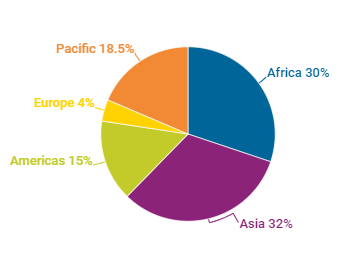 Pacific 18.5%
Africa 30%
Europe 4%
Americas 15%
Asia 32%